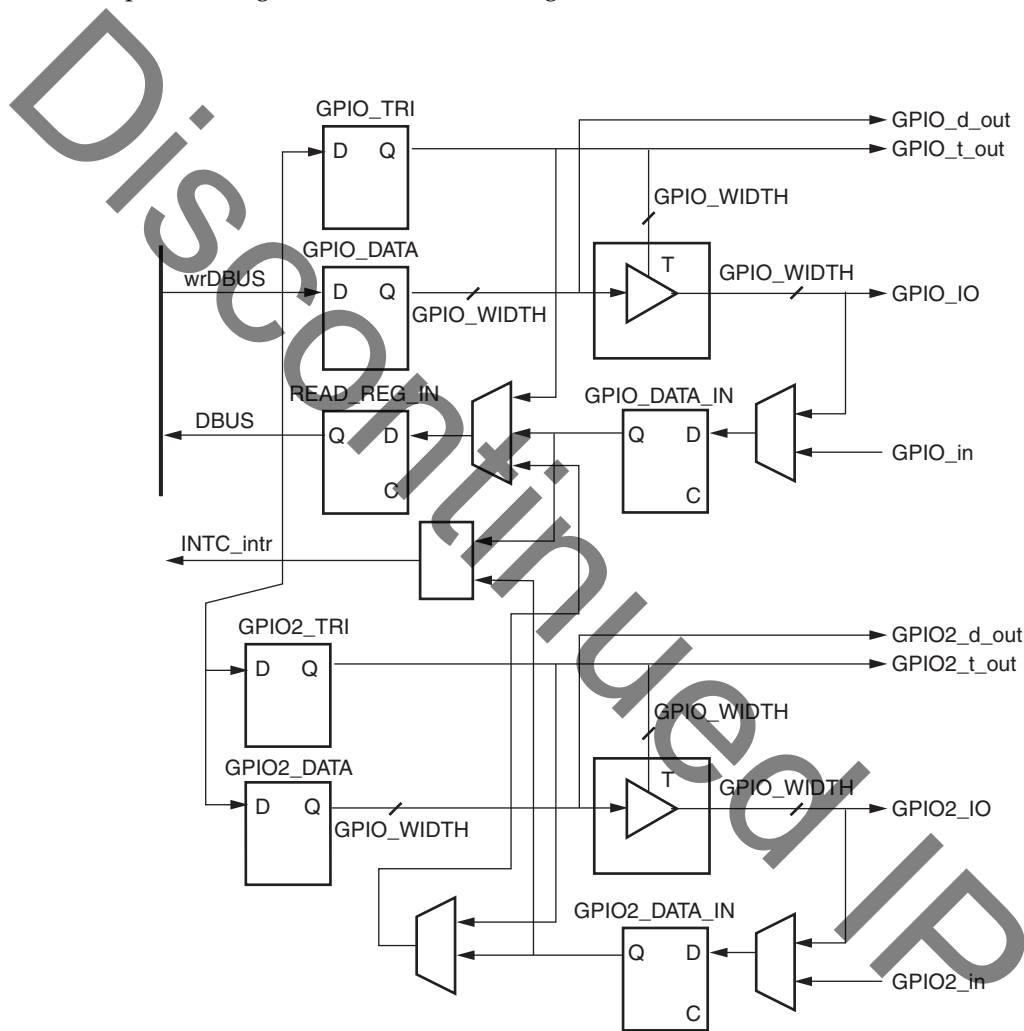 GPIO_TRI
D Q
GPIO_d_out
GPIO_t_out
GPIO_WIDTH
GPIO_DATA
wrDBUS
D Q
GPIO_WIDTH
T
GPIO_WIDTH
GPIO_IO
READ_REG_IN
DBUS
Q D
C
GPIO_DATA_IN
Q D
C
GPIO_in
INTC_intr
GPIO2_TRI
D Q
GPIO2_d_out
GPIO2_t_out
GPIO_WIDTH
GPIO2_DATA
D Q
GPIO_WIDTH
T
GPIO_WIDTH
GPIO2_IO
GPIO2_DATA_IN
Q D
C
GPIO2_in
Discontinued IP